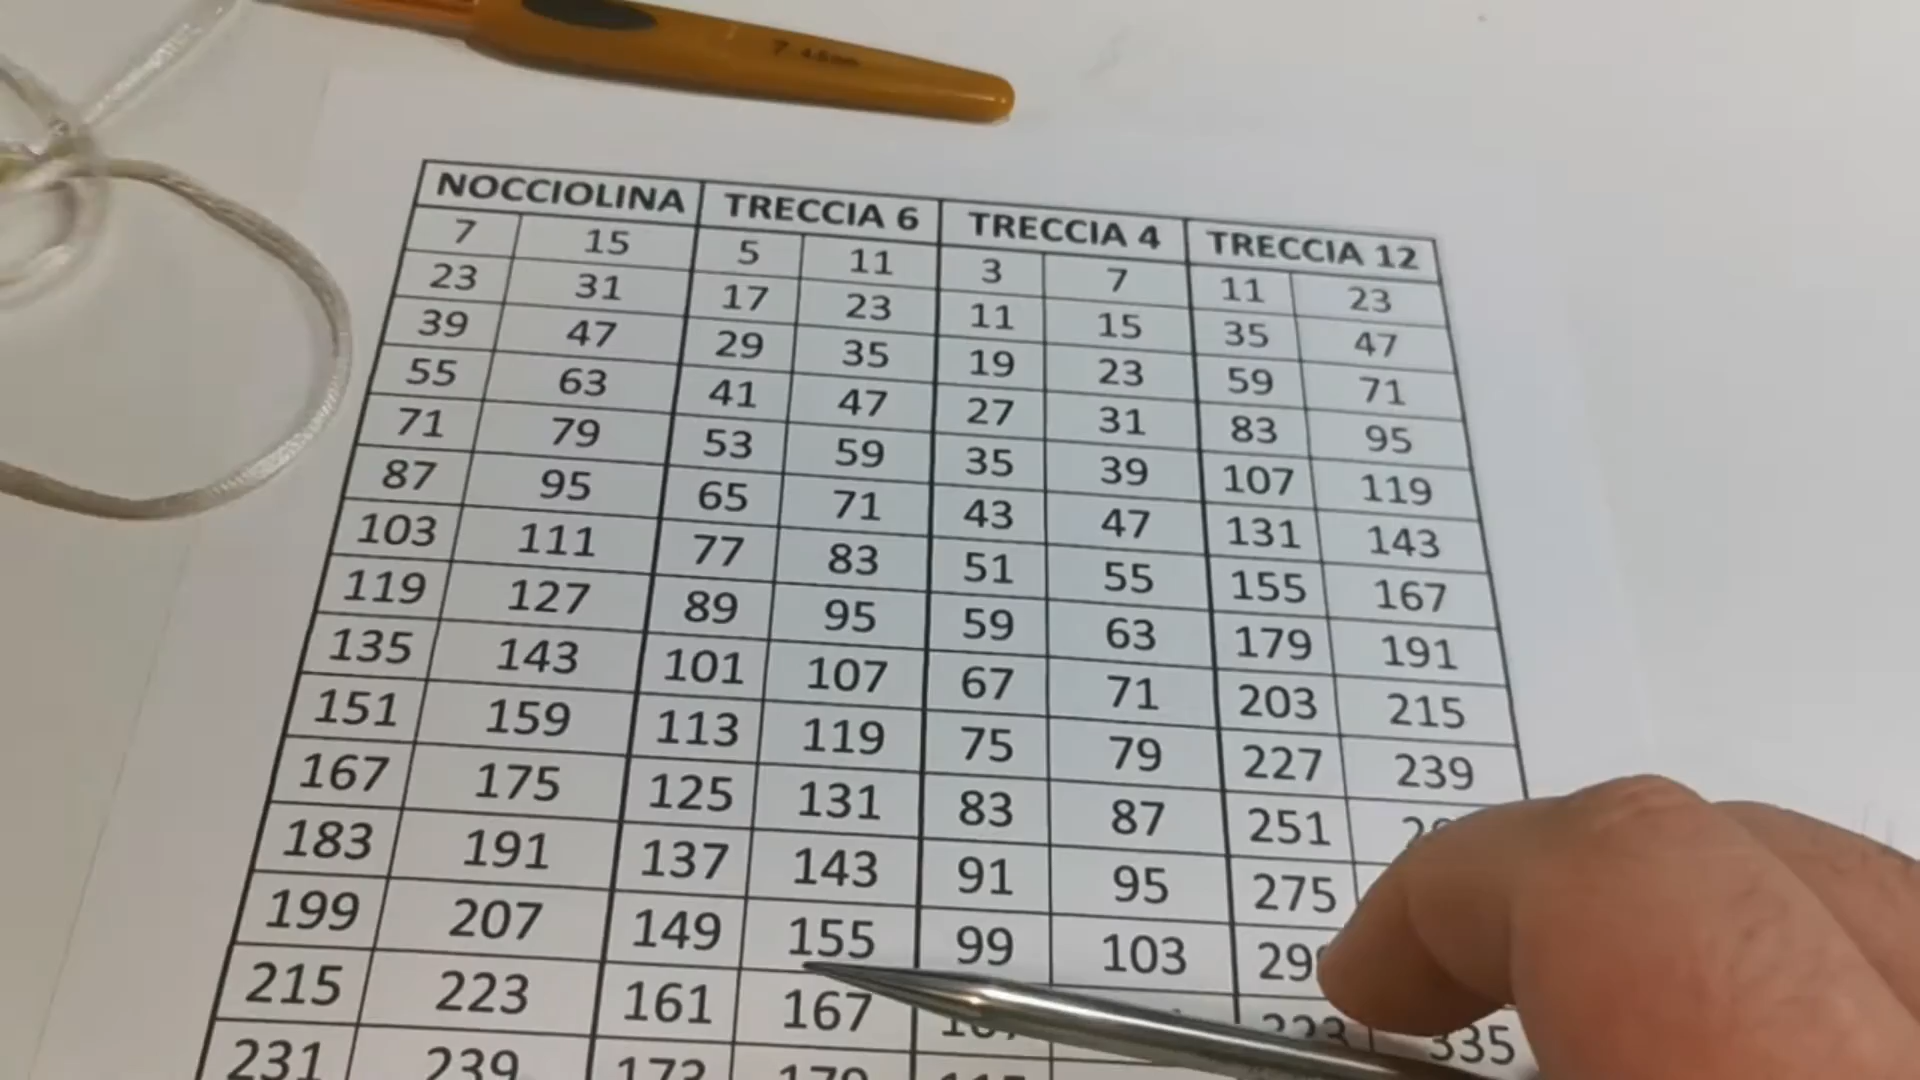 7 4.5mm
NOCCIOLINA TRECCIA 6 TRECCIA 4 TRECCIA 12
7 15 5 11 3 7 11 23
23 31 17 23 11 15 35 47
39 47 29 35 19 23 59 71
55 63 41 47 27 31 83 95
71 79 53 59 35 39 107 119
87 95 65 71 43 47 131 143
103 111 77 83 51 55 155 167
119 127 89 95 59 63 179 191
135 143 101 107 67 71 203 215
151 159 113 119 75 79 227 239
167 175 125 131 83 87 251
183 191 137 143 91 95 275
199 207 149 155 99 103
215 223 161 167 335
231 239 173 179